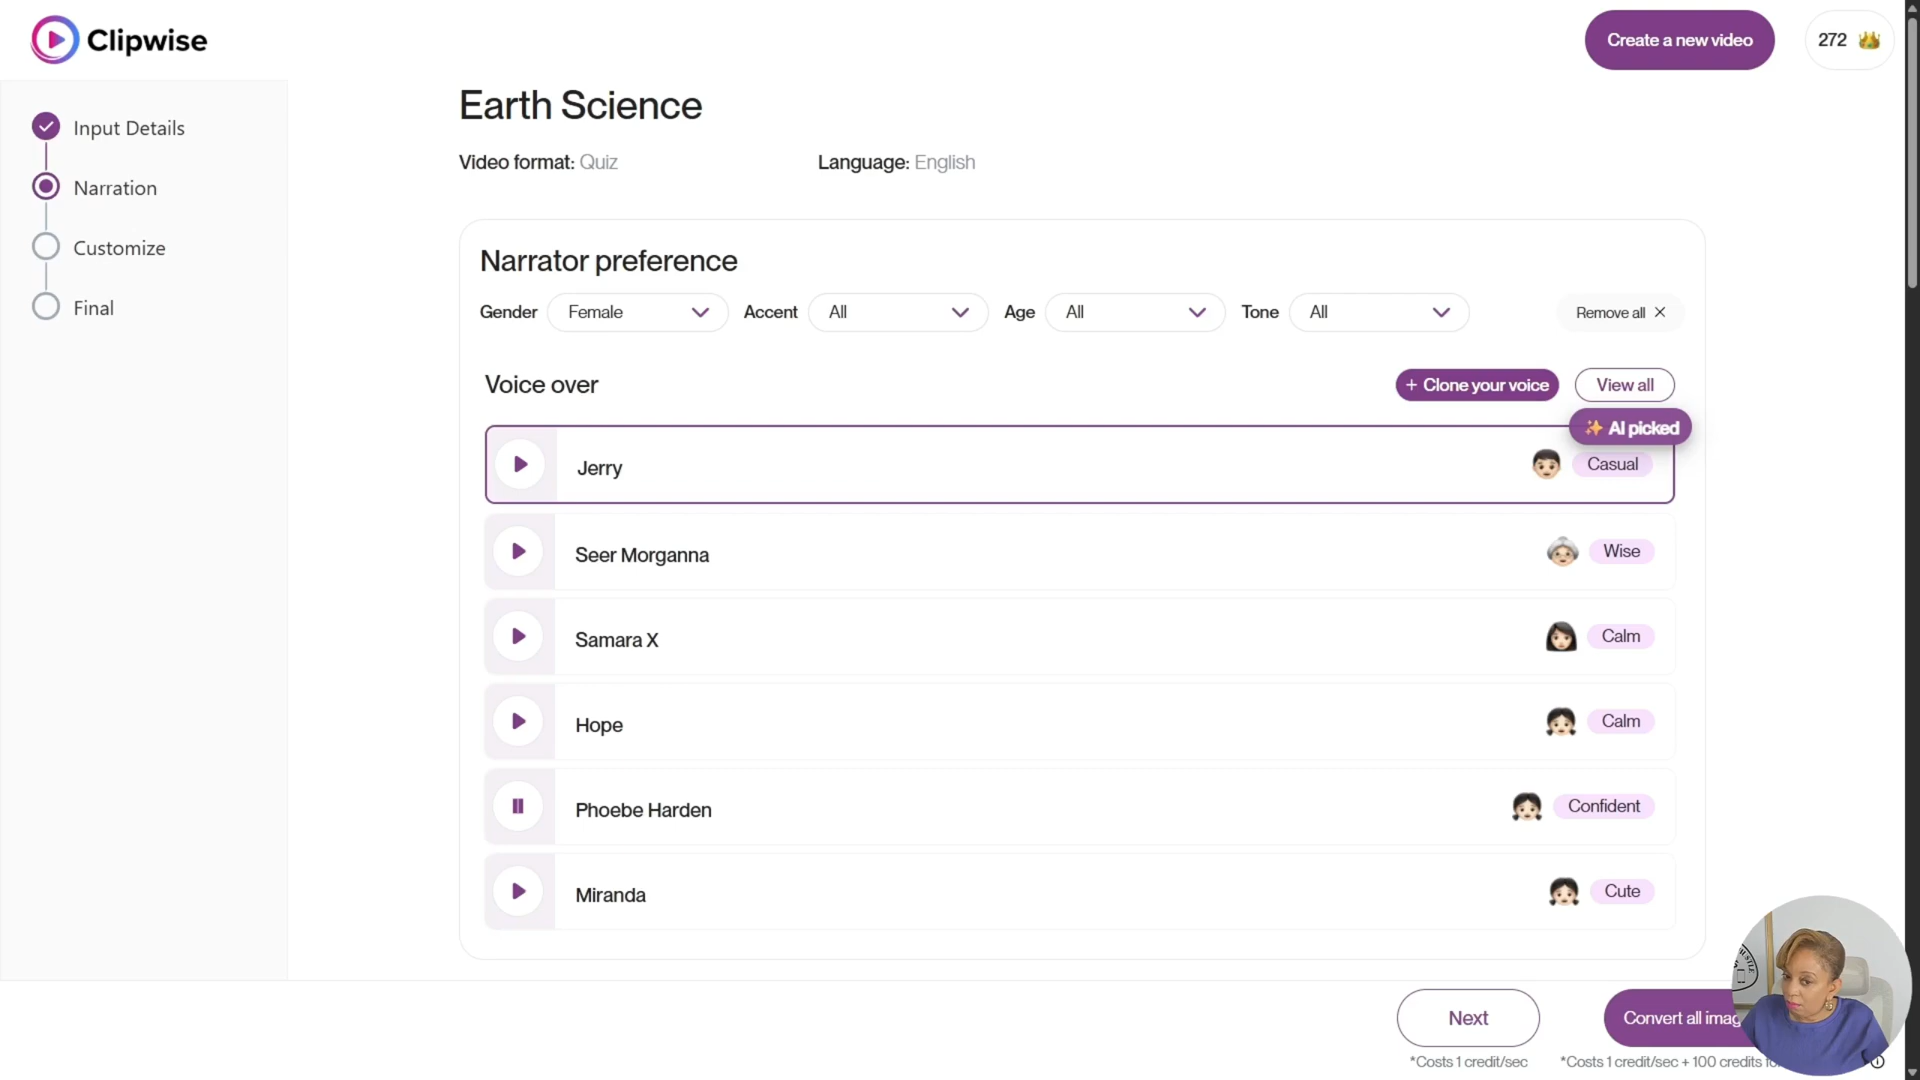 Clipwise
Create a new video
272
Input Details
Narration
Customize
Final
Earth Science
Video format: Quiz
Language: English
Narrator preference
Gender Female Accent All Age All Tone All Remove all
Voice over
+ Clone your voice
View all
AI picked
Jerry
Casual
Seer Morganna
Wise
Samara X
Calm
Hope
Calm
Phoebe Harden
Confident
Miranda
Cute
Next
Convert all
*Costs 1 credit/sec
*Costs 1 credit/sec + 100 credits